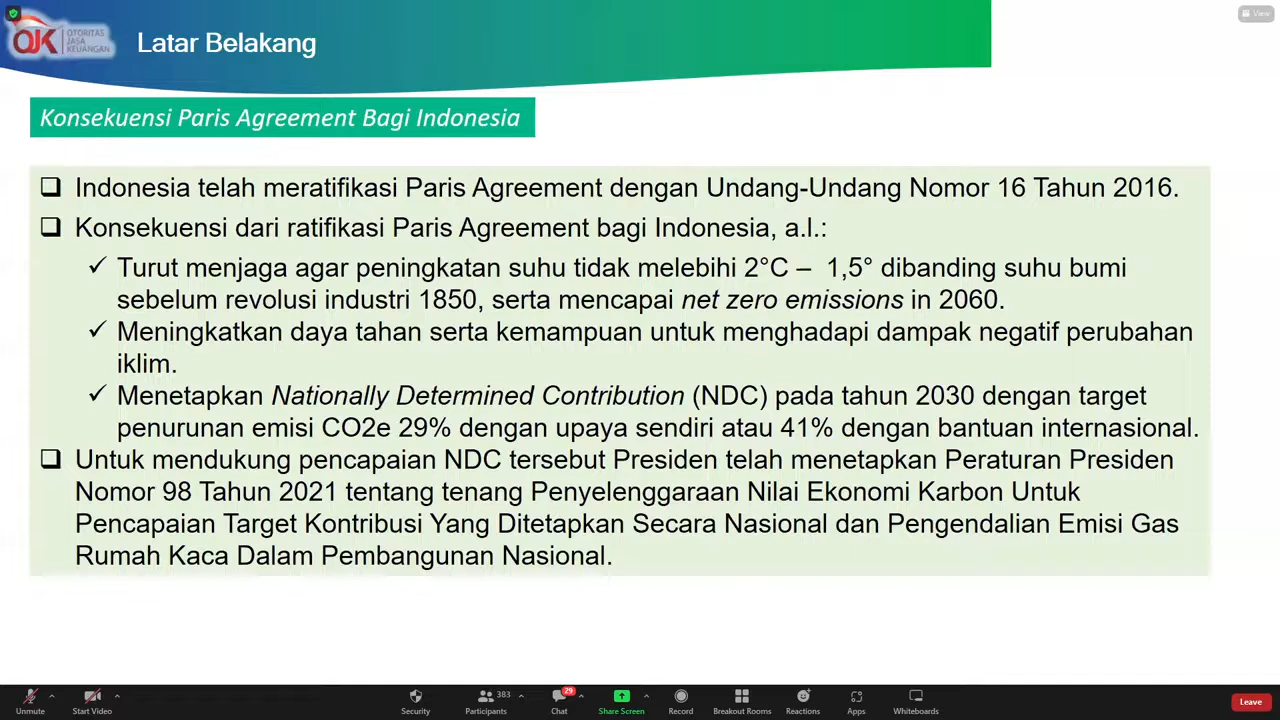 View
OJK OTORITAS
JASA
KEUANGAN
Latar Belakang
Konsekuensi Paris Agreement Bagi Indonesia
Indonesia telah meratifikasi Paris Agreement dengan Undang-Undang Nomor 16 Tahun 2016.
Konsekuensi dari ratifikasi Paris Agreement bagi Indonesia, a.l.:
Turut menjaga agar peningkatan suhu tidak melebihi 2°C – 1,5° dibanding suhu bumi
sebelum revolusi industri 1850, serta mencapai net zero emissions in 2060.
Meningkatkan daya tahan serta kemampuan untuk menghadapi dampak negatif perubahan
iklim.
Menetapkan Nationally Determined Contribution (NDC) pada tahun 2030 dengan target
penurunan emisi CO2e 29% dengan upaya sendiri atau 41% dengan bantuan internasional.
Untuk mendukung pencapaian NDC tersebut Presiden telah menetapkan Peraturan Presiden
Nomor 98 Tahun 2021 tentang tenang Penyelenggaraan Nilai Ekonomi Karbon Untuk
Pencapaian Target Kontribusi Yang Ditetapkan Secara Nasional dan Pengendalian Emisi Gas
Rumah Kaca Dalam Pembangunan Nasional.
383
29
Unmute Start Video Security Participants Chat Share Screen Record Breakout Rooms Reactions Apps Whiteboards Leave